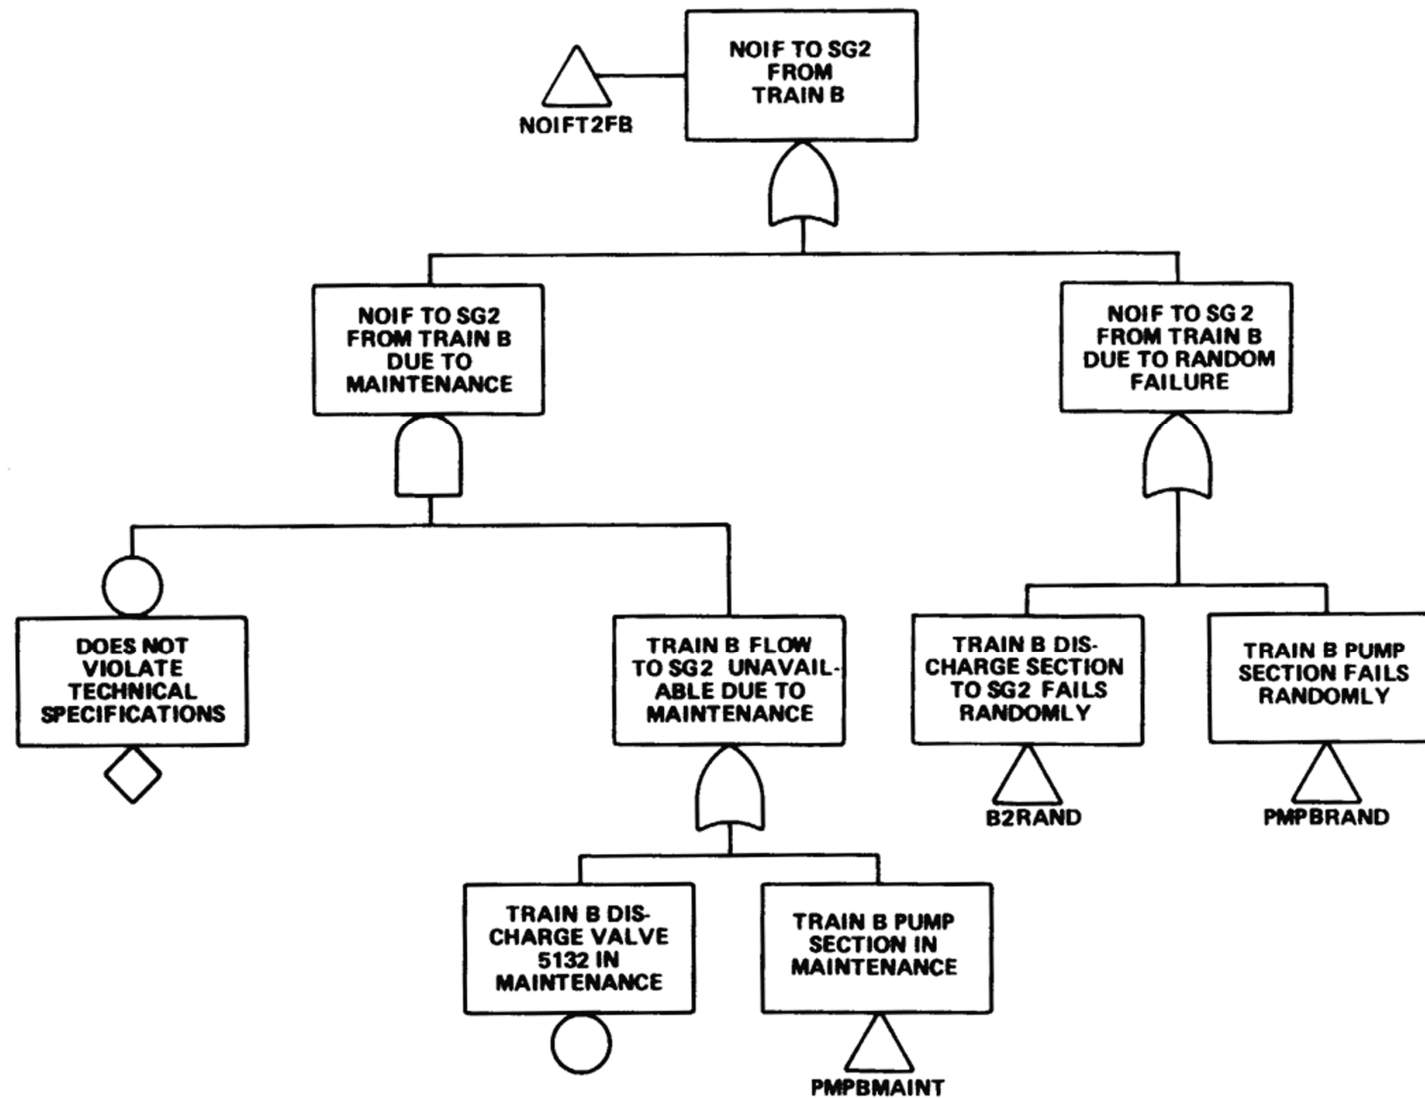 NOIF TO SG2
FROM
TRAIN B
NOIFT2FB
NOIF TO SG2
FROM TRAIN B
DUE TO
MAINTENANCE
NOIF TO SG 2
FROM TRAIN B
DUE TO RANDOM
FAILURE
DOES NOT
VIOLATE
TECHNICAL
SPECIFICATIONS
TRAIN B FLOW
TO SG2 UNAVAIL-
ABLE DUE TO
MAINTENANCE
TRAIN B DIS-
CHARGE SECTION
TO SG2 FAILS
RANDOMLY
B2RAND
TRAIN B PUMP
SECTION FAILS
RANDOMLY
PMPBRAND
TRAIN B DIS-
CHARGE VALVE
5132 IN
MAINTENANCE
TRAIN B PUMP
SECTION IN
MAINTENANCE
PMPBMAINT